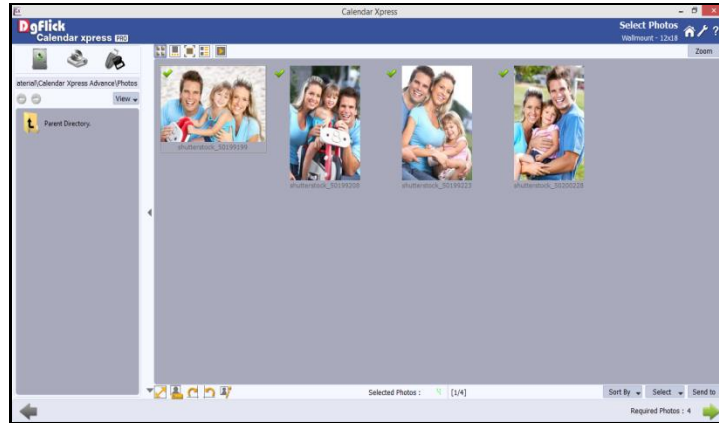 Calendar Xpress
DgFlick
Calendar xpress PRO
Select Photos
Wallmount - 12x18
?
Zoom
aterial\Calendar Xpress Advance\Photos
View
Parent Directory.
shutterstock_50199199
shutterstock_50199208
shutterstock_50199223
shutterstock_50200228
Selected Photos :
[1/4]
Sort By
Select
Send to
Required Photos : 4